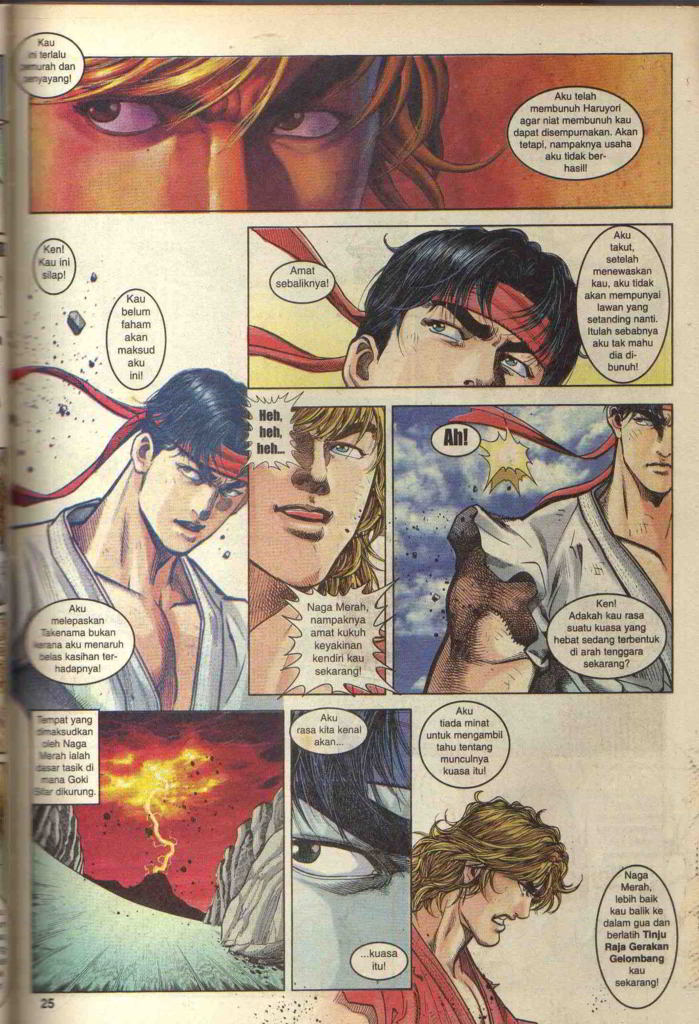 Kau
ini terlalu
pemurah dan
penyayang!
Aku telah
membunuh Haruyori
agar niat membunuh kau
dapat disempurnakan. Akan
tetapi, nampaknya usaha
aku tidak ber-
hasil!
Ken!
Kau ini
silap!
Kau
belum
faham
akan
maksud
aku
ini!
Amat
sebaliknya!
Aku
takut,
setelah
menewaskan
kau, aku tidak
akan mempunyai
lawan yang
setanding nanti.
Itulah sebabnya
aku tak mahu
dia di-
bunuh!
Aku
melepaskan
Takenama bukan
kerana aku menaruh
belas kasihan ter-
hadapnya!
Heh,
heh,
heh...
Naga Merah,
nampaknya
amat kukuh
keyakinan
kendiri kau
sekarang!
Ah!
Ken!
Adakah kau rasa
suatu kuasa yang
hebat sedang terbentuk
di arah tenggara
sekarang?
Tempat yang
dimaksudkan
oleh Naga
Merah ialah
dasar tasik di
mana Goki
Sitar dikurung.
Aku
rasa kita kenal
akan...
...kuasa
itu!
Aku
tiada minat
untuk mengambil
tahu tentang
munculnya
kuasa itu!
Naga
Merah,
lebih baik
kau balik ke
dalam gua dan
berlatih Tinju
Raja Gerakan
Gelombang
kau
sekarang!
25